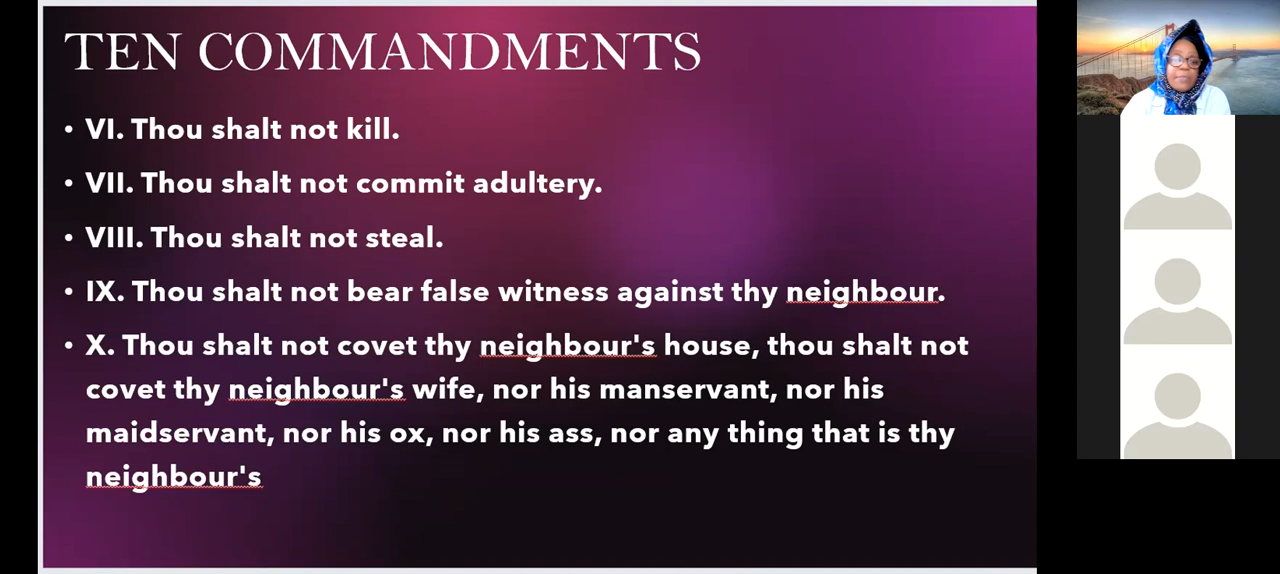 TEN COMMANDMENTS
• VI. Thou shalt not kill.
• VII. Thou shalt not commit adultery.
• VIII. Thou shalt not steal.
• IX. Thou shalt not bear false witness against thy neighbour.
• X. Thou shalt not covet thy neighbour's house, thou shalt not
covet thy neighbour's wife, nor his manservant, nor his
maidservant, nor his ox, nor his ass, nor any thing that is thy
neighbour's